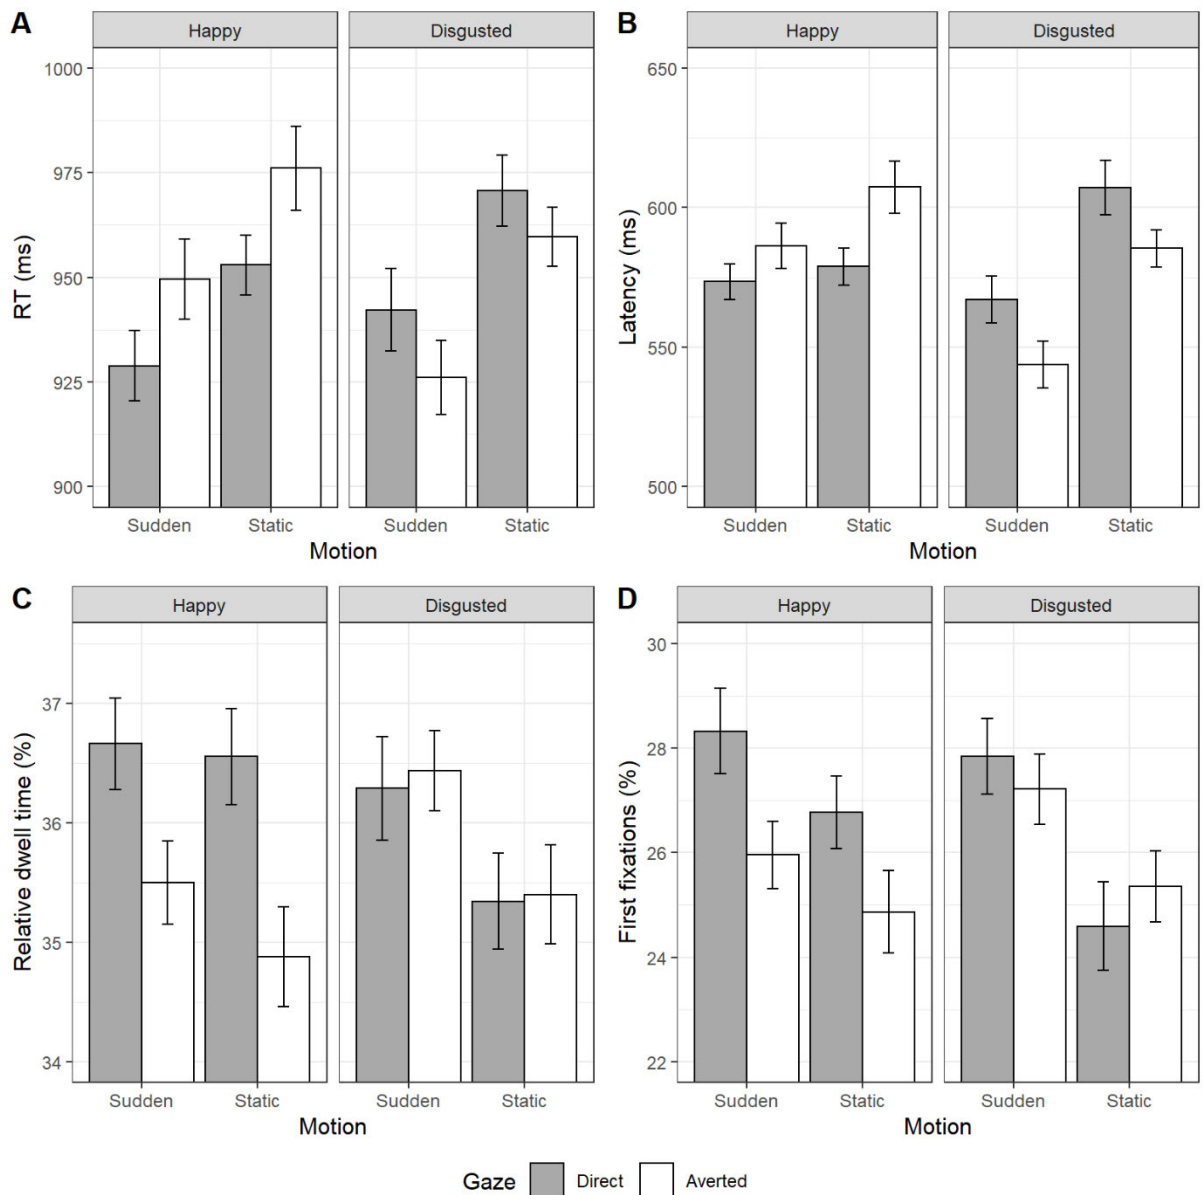 A
Happy
Disgusted
1000
975
950
925
900
RT (ms)
Sudden
Static
Sudden
Static
Motion
B
Happy
Disgusted
650
600
550
500
Latency (ms)
Sudden
Static
Sudden
Static
Motion
C
Happy
Disgusted
37
36
35
34
Relative dwell time (%)
Sudden
Static
Sudden
Static
Motion
D
Happy
Disgusted
30
28
26
24
22
First fixations (%)
Sudden
Static
Sudden
Static
Motion
Gaze Direct Averted